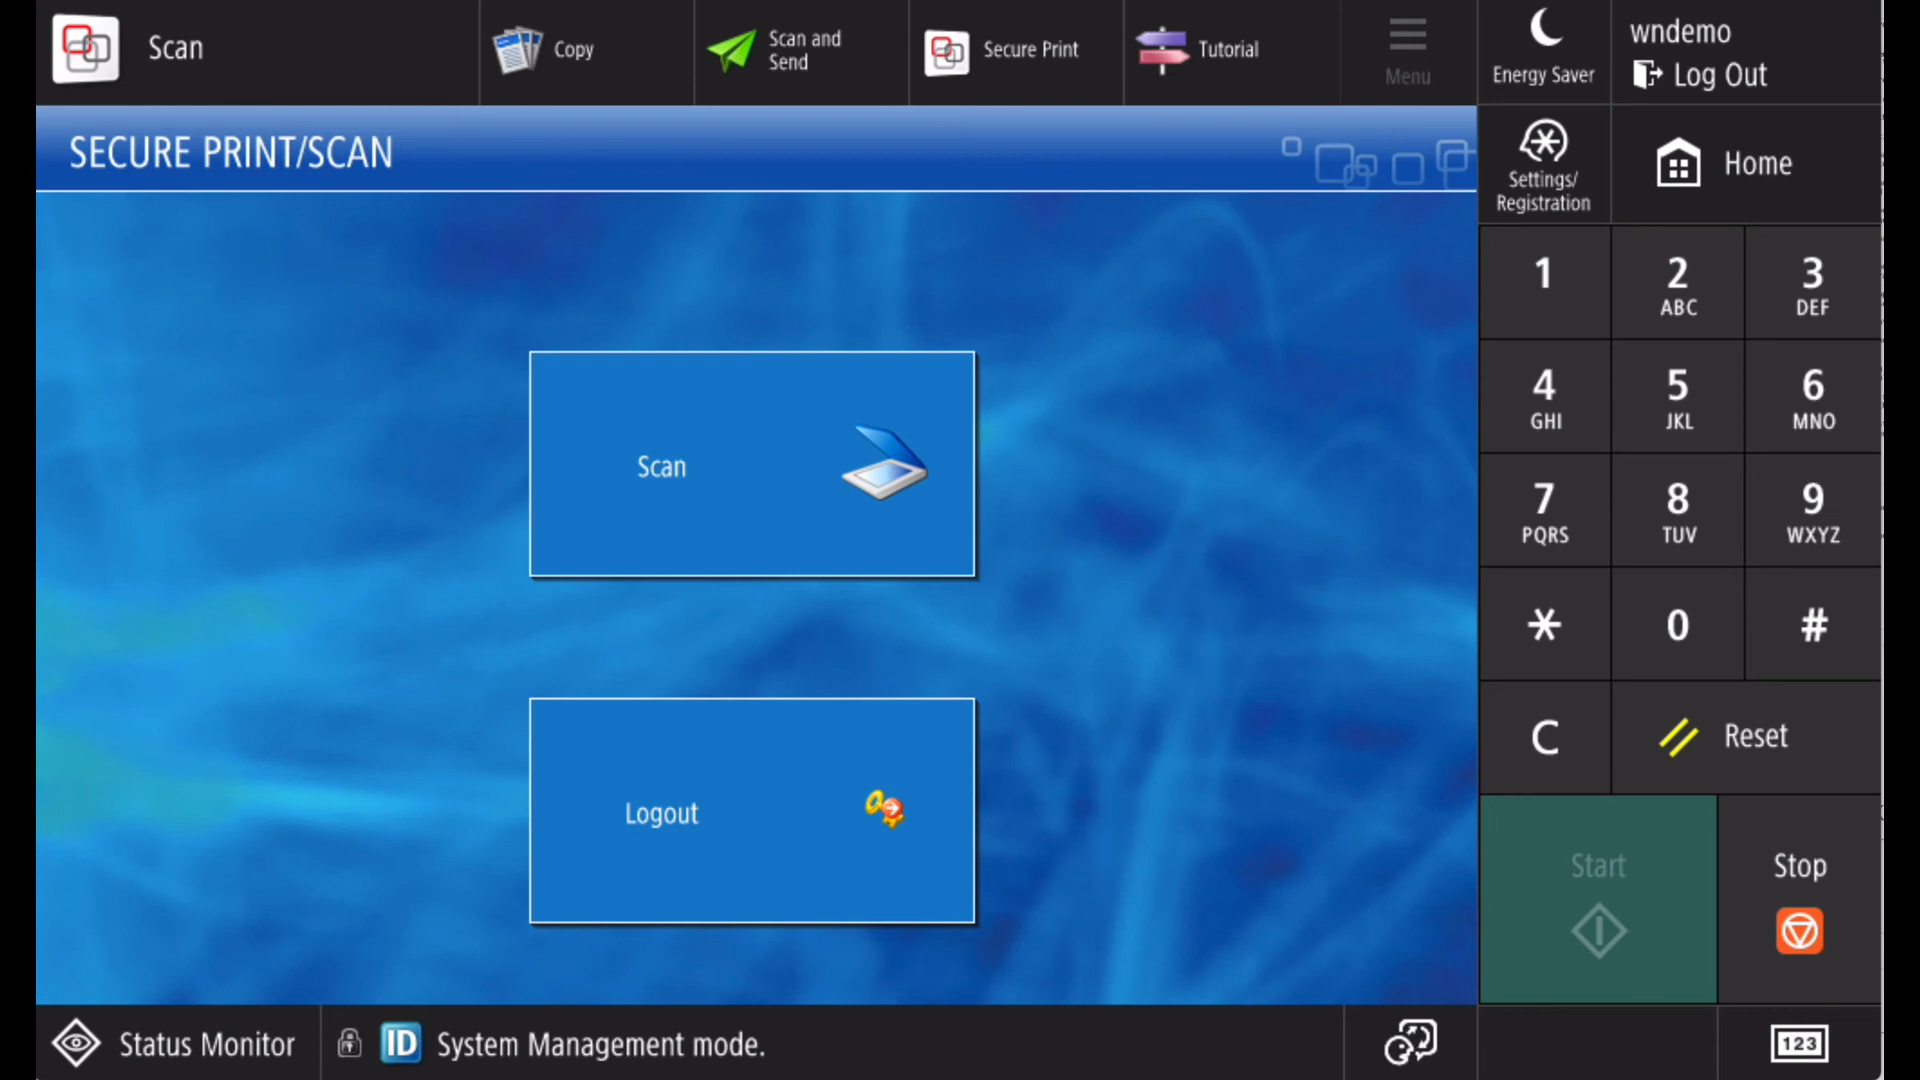 Scan
Copy
Scan and
Send
Secure Print
Tutorial
Menu
Energy Saver
wndemo
Log Out
SECURE PRINT/SCAN
Settings/
Registration
Home
1
2
ABC
3
DEF
4
GHI
5
JKL
6
MNO
7
PQRS
8
TUV
9
WXYZ
*
0
#
C
Reset
Scan
Logout
Start
Stop
Status Monitor
ID
System Management mode.
123